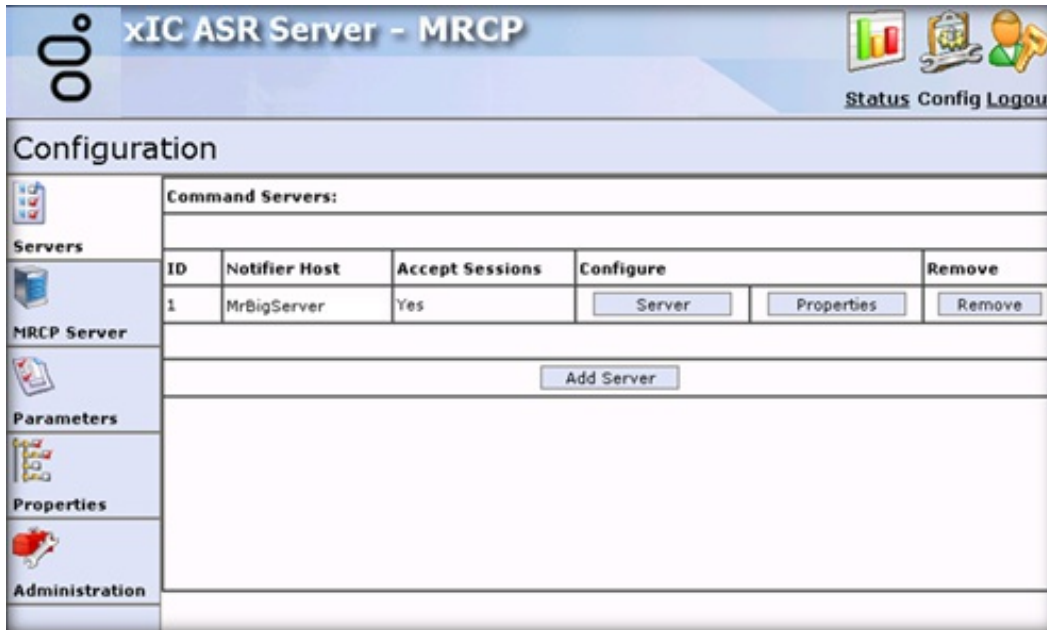 xIC ASR Server - MRCP
Status Config Logou
Configuration
Servers
MRCP Server
Parameters
Properties
Administration
Command Servers:
ID Notifier Host Accept Sessions Configure Remove
1 MrBigServer Yes Server Properties Remove
Add Server